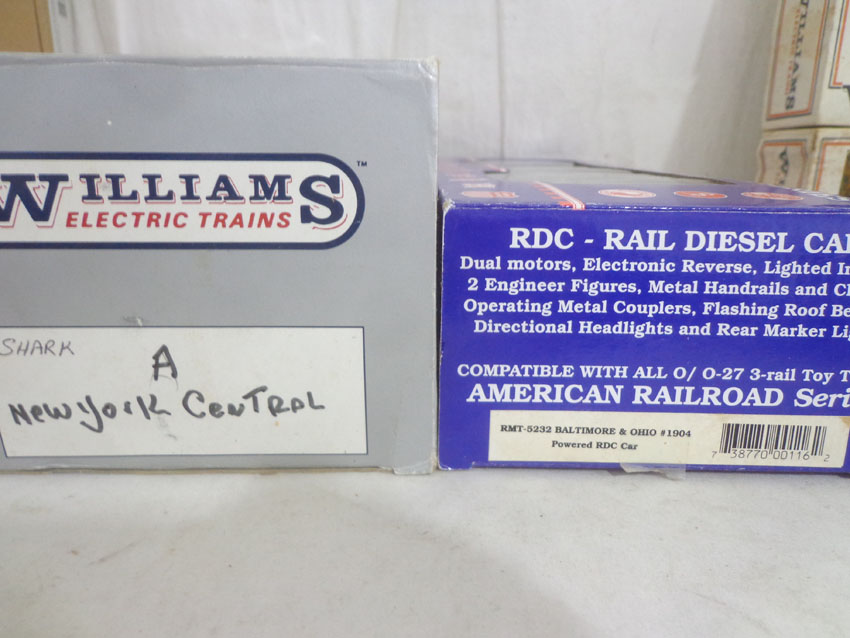 WILLIAMS
ELECTRIC TRAINS
™
SHARK
A
NEW YORK CENTRAL
RDC - RAIL DIESEL CA
Dual motors, Electronic Reverse, Lighted In
2 Engineer Figures, Metal Handrails and C
Operating Metal Couplers, Flashing Roof Be
Directional Headlights and Rear Marker Li
COMPATIBLE WITH ALL O/ O-27 3-rail Toy T
AMERICAN RAILROAD Seri
RMT-5232 BALTIMORE & OHIO #1904
Powered RDC Car
7 38770 00116 2
WILLIAMS